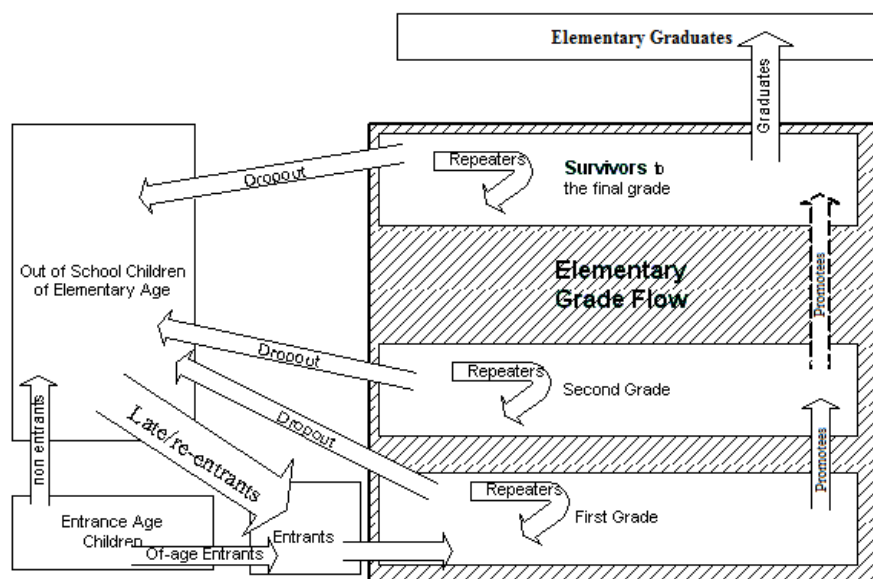 Elementary Graduates
Graduates
Repeaters
Survivors to
the final grade
Dropout
Out of School Children
of Elementary Age
Elementary
Grade Flow
Promotees
Dropout
Repeaters
Second Grade
Dropout
Late/re-entrants
non entrants
Promotees
Repeaters
First Grade
Entrance Age
Children
Of-age Entrants
Entrants